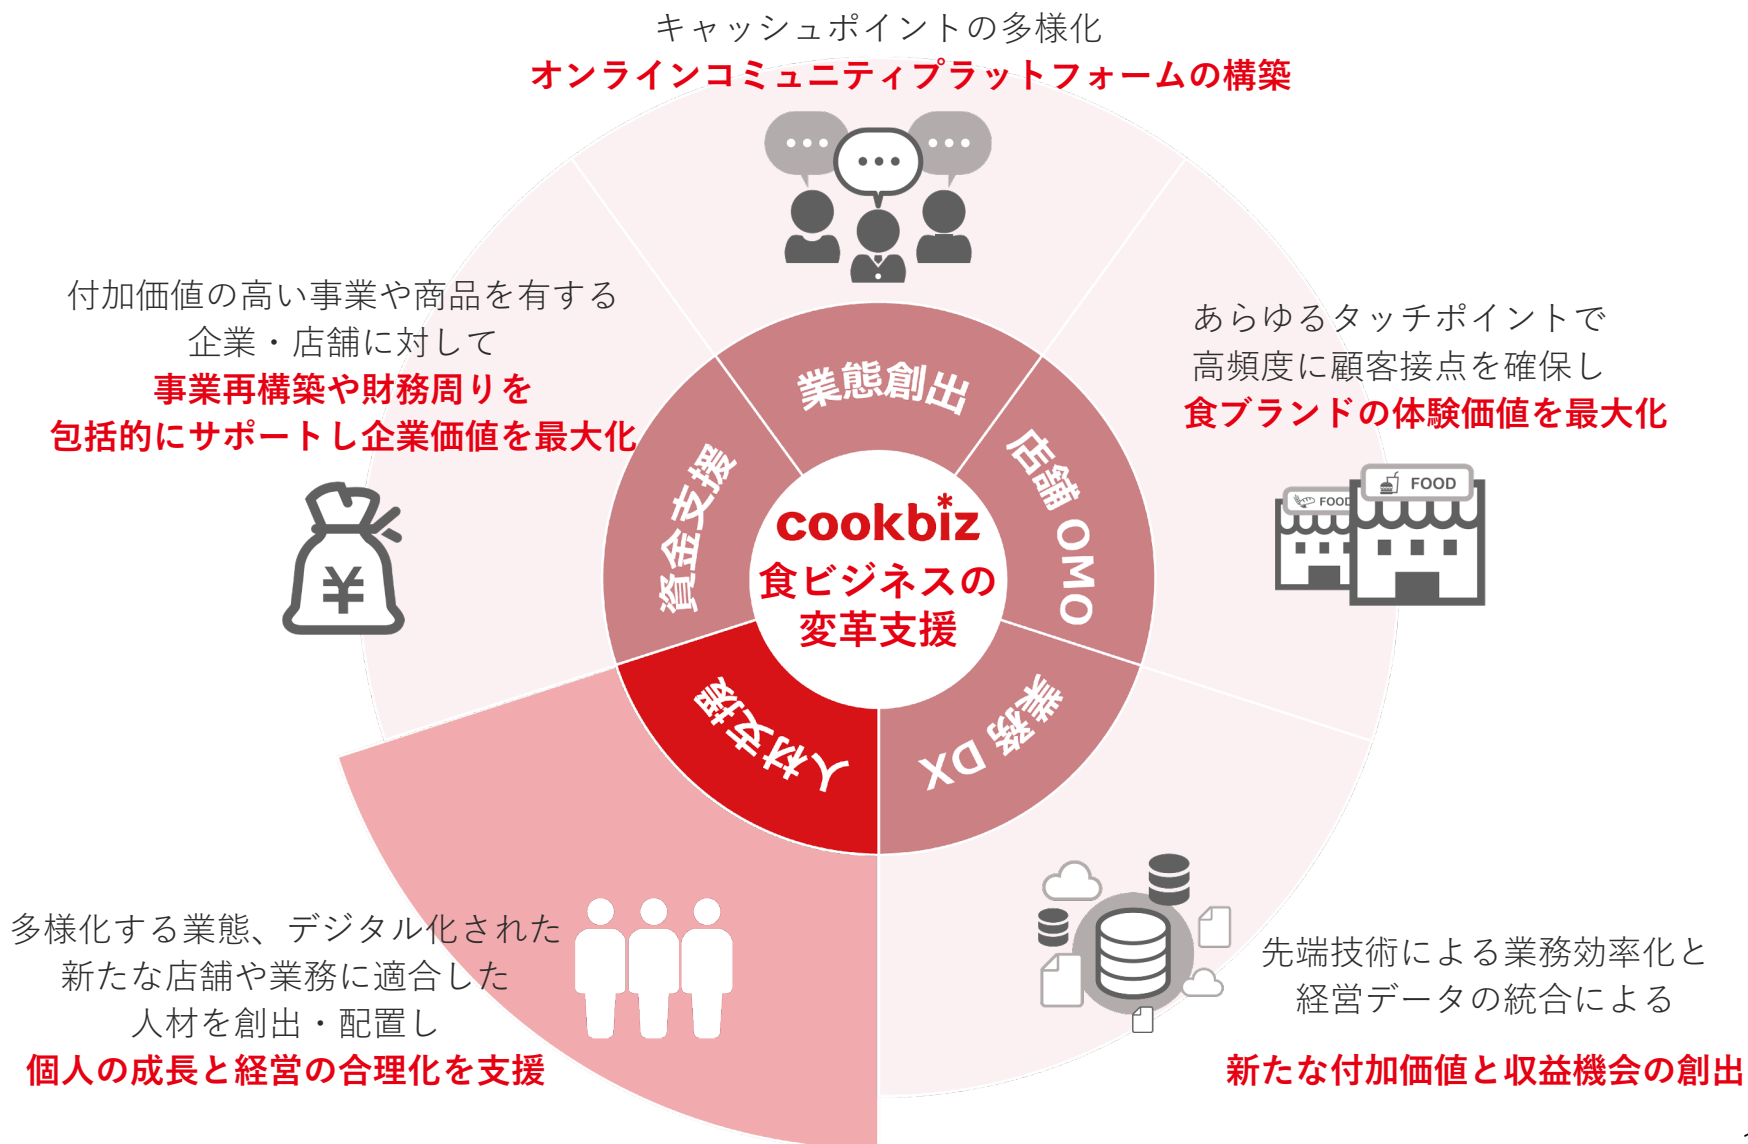 キャッシュポイントの多様化
オンラインコミュニティプラットフォームの構築
付加価値の高い事業や商品を有する
企業・店舗に対して
事業再構築や財務周りを
包括的にサポートし企業価値を最大化
あらゆるタッチポイントで
高頻度に顧客接点を確保し
食ブランドの体験価値を最大化
FOOD
FOOD
¥
業態創出
店舗 OMO
業務 DX
人材支援
資金支援
cookbiz
食ビジネスの
変革支援
多様化する業態、デジタル化された
新たな店舗や業務に適合した
人材を創出・配置し
個人の成長と経営の合理化を支援
先端技術による業務効率化と
経営データの統合による
新たな付加価値と収益機会の創出